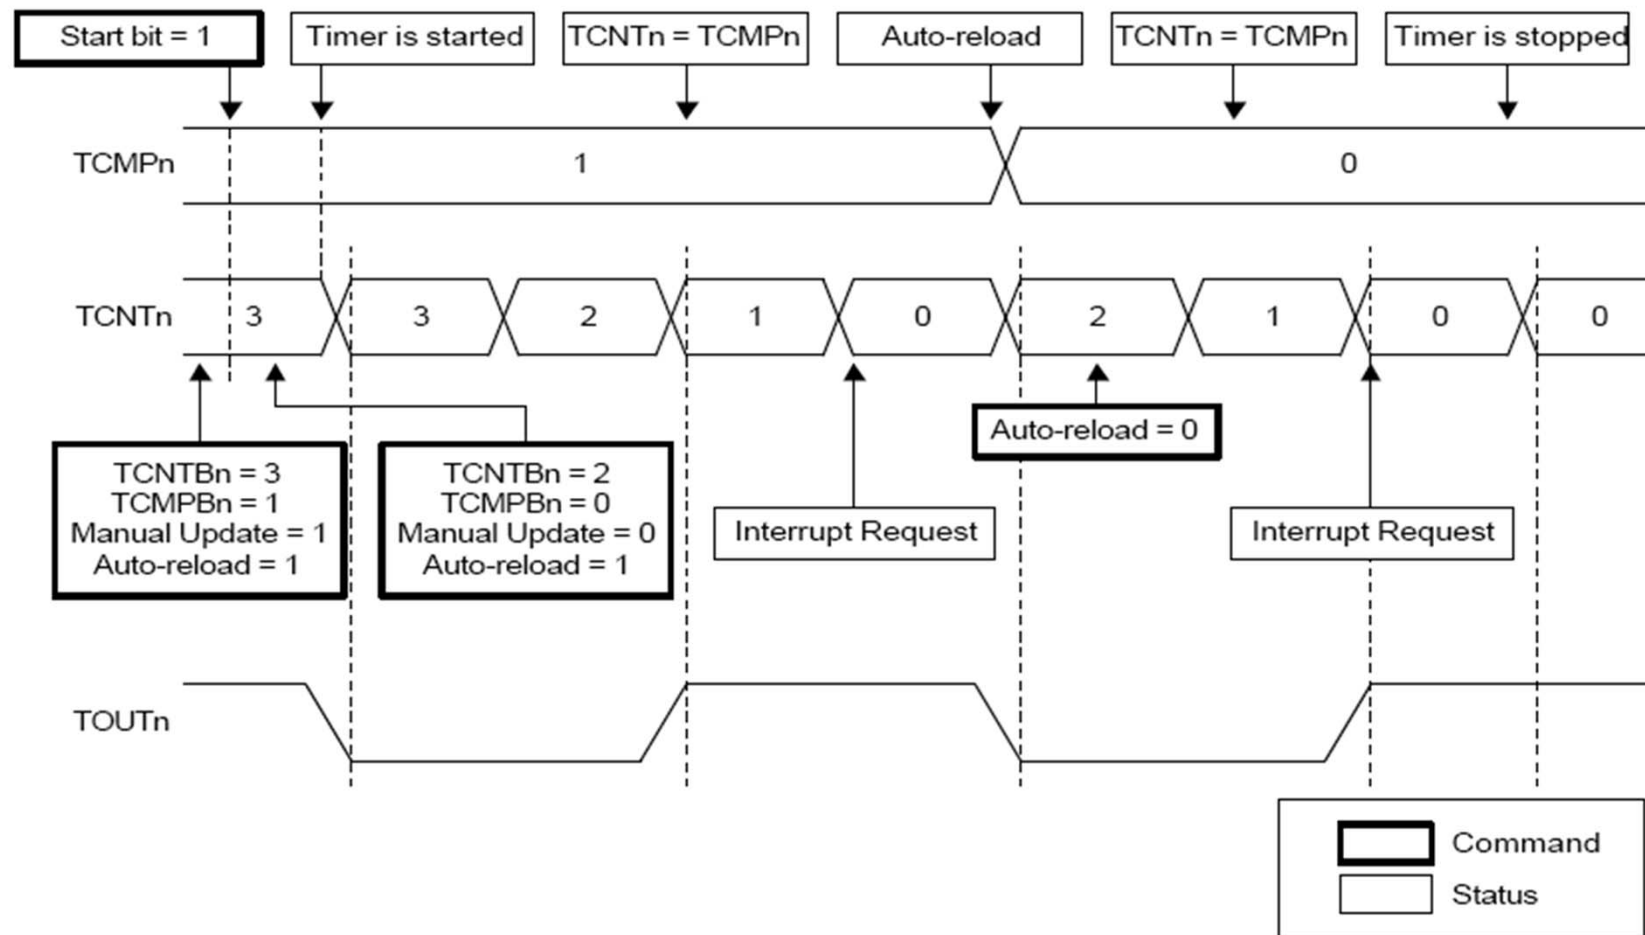 Start bit = 1
Timer is started
TCNTn = TCMPn
Auto-reload
TCNTn = TCMPn
Timer is stopped
TCMPn
1
0
TCNTn
3
3
2
1
0
2
1
0
0
TCNTBn = 3
TCMPBn = 1
Manual Update = 1
Auto-reload = 1
TCNTBn = 2
TCMPBn = 0
Manual Update = 0
Auto-reload = 1
Interrupt Request
Auto-reload = 0
Interrupt Request
TOUTn
Command
Status